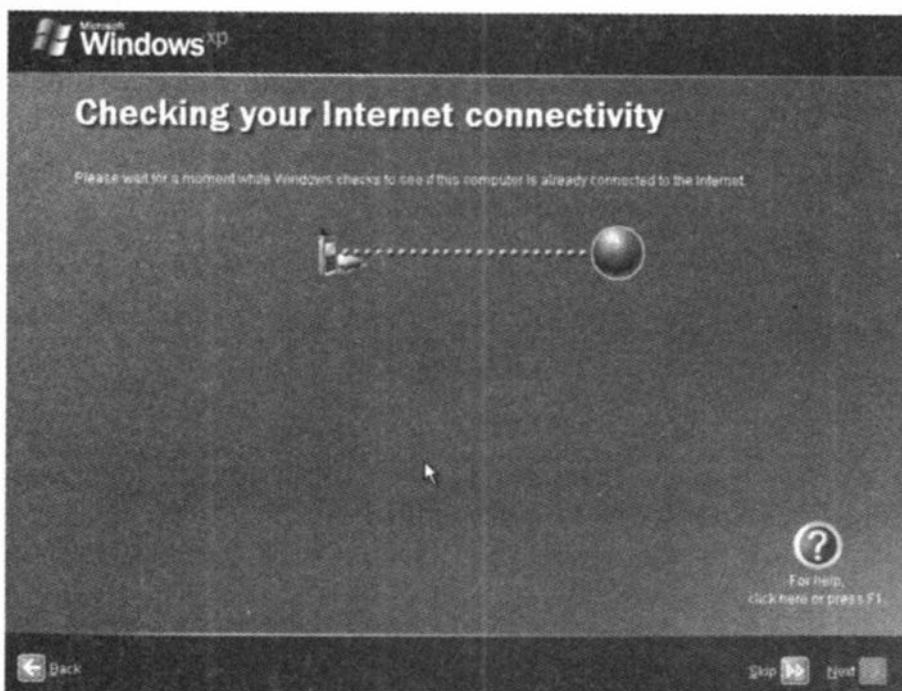 Microsoft
Windows xp
Checking your Internet connectivity
Please wait for a moment while Windows checks to see if this computer is already connected to the Internet.
?
For help,
click here or press F1.
Back
Skip
Next